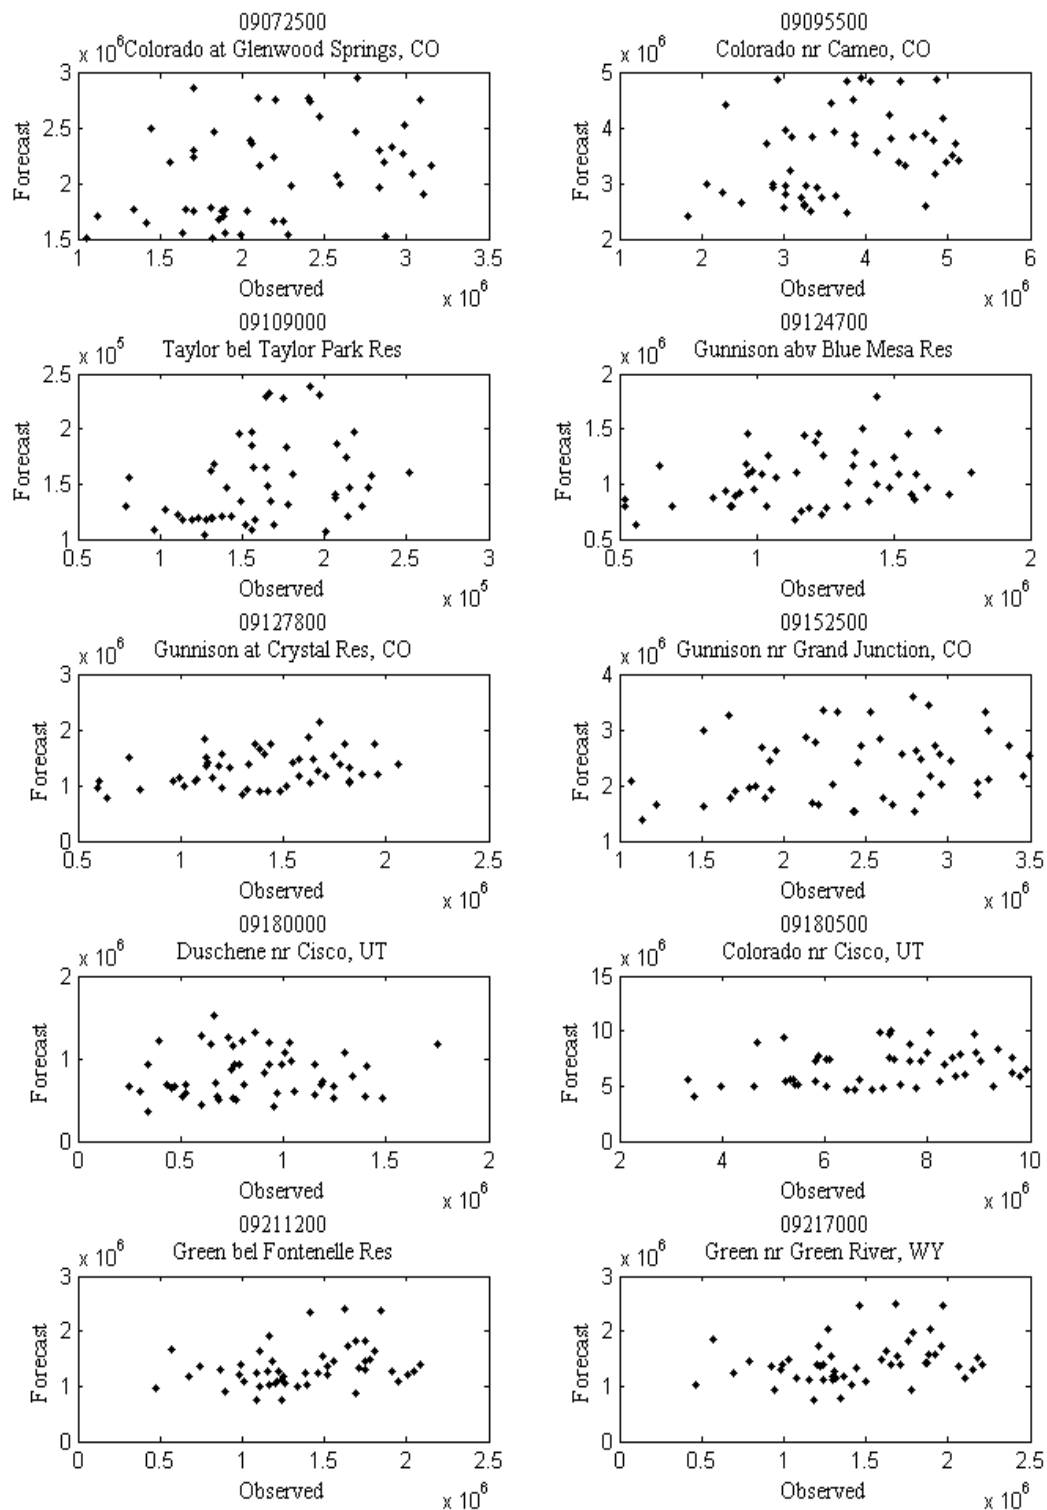 09072500
Colorado at Glenwood Springs, CO
x 10^6
3
2.5
2
1.5
Forecast
1 1.5 2 2.5 3 3.5
Observed
x 10^6
09095500
Colorado nr Cameo, CO
x 10^6
5
4
3
2
Forecast
1 2 3 4 5 6
Observed
x 10^6
09109000
Taylor bel Taylor Park Res
x 10^5
2.5
2
1.5
1
Forecast
0.5 1 1.5 2 2.5 3
Observed
x 10^5
09124700
Gunnison abv Blue Mesa Res
x 10^6
2
1.5
1
0.5
Forecast
0.5 1 1.5 2
Observed
x 10^6
09127800
Gunnison at Crystal Res, CO
x 10^6
3
2
1
0
Forecast
0.5 1 1.5 2 2.5
Observed
x 10^6
09152500
Gunnison nr Grand Junction, CO
x 10^6
4
3
2
1
Forecast
1 1.5 2 2.5 3 3.5
Observed
x 10^6
09180000
Duschene nr Cisco, UT
x 10^6
2
1
0
Forecast
0 0.5 1 1.5 2
Observed
x 10^6
09180500
Colorado nr Cisco, UT
x 10^6
15
10
5
0
Forecast
2 4 6 8 10
Observed
x 10^6
09211200
Green bel Fontenelle Res
x 10^6
3
2
1
0
Forecast
0 0.5 1 1.5 2 2.5
Observed
x 10^6
09217000
Green nr Green River, WY
x 10^6
3
2
1
0
Forecast
0 0.5 1 1.5 2 2.5
Observed
x 10^6